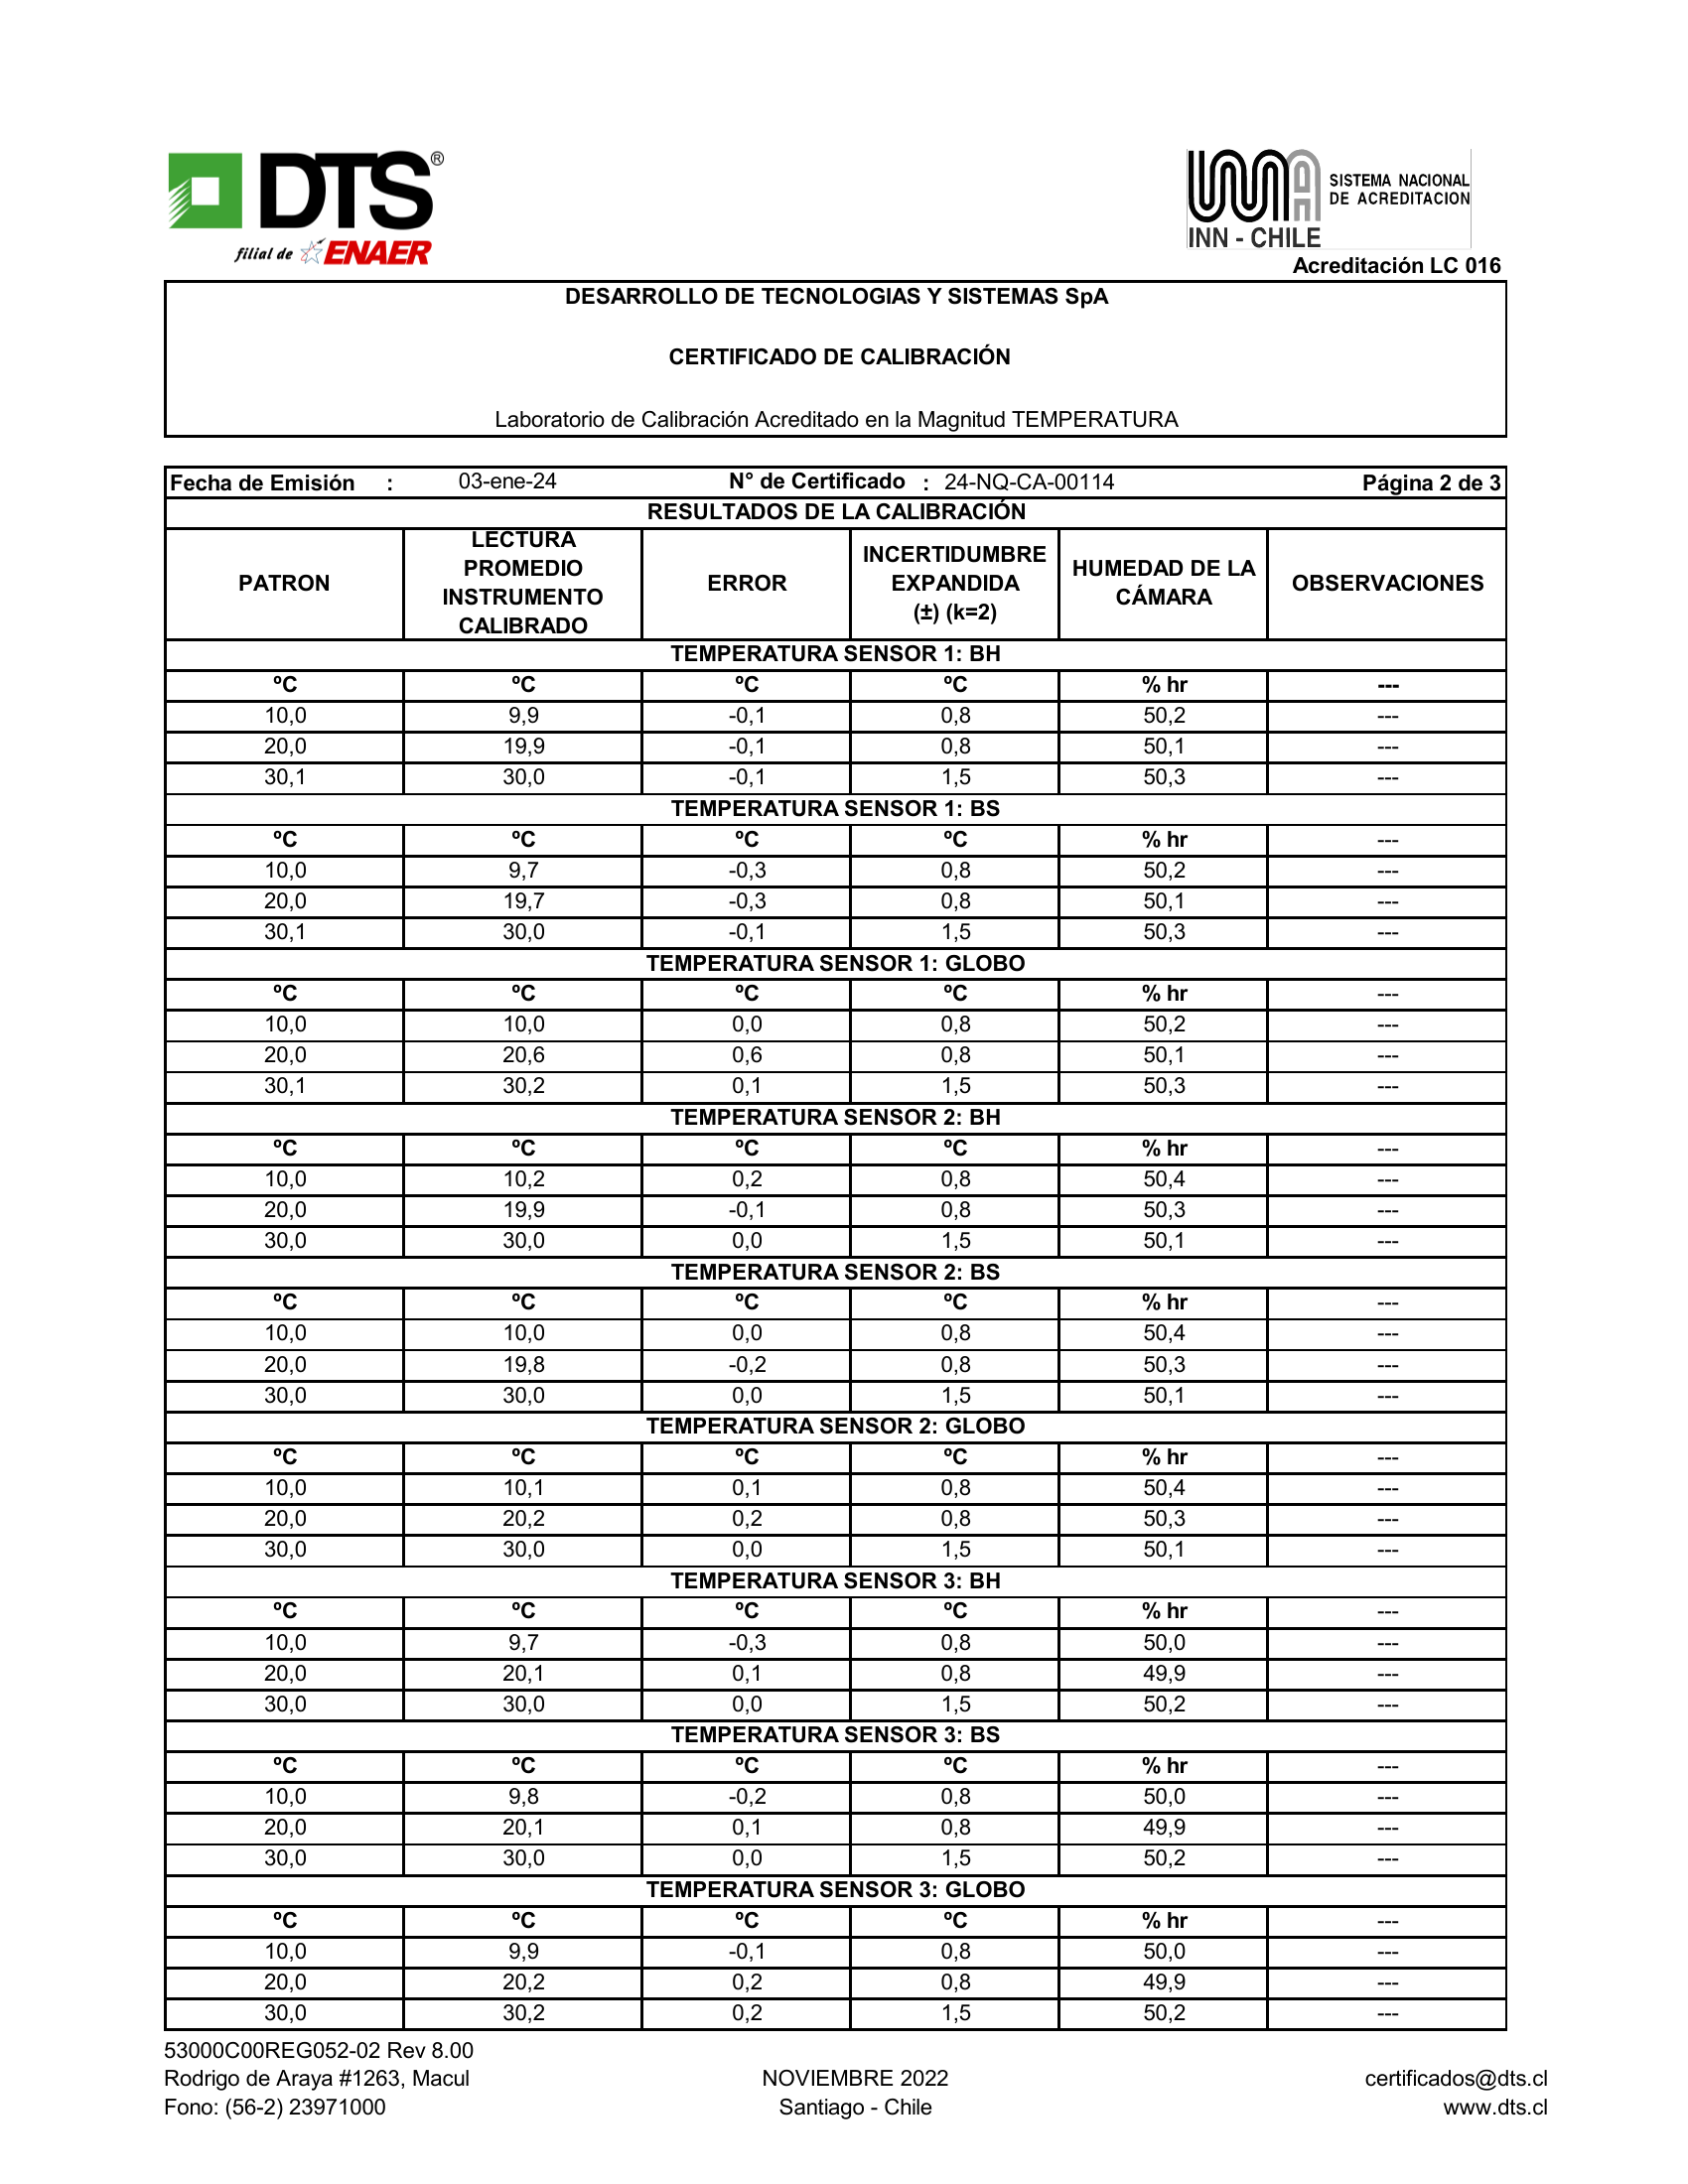 DTS®
filial de ENAER
SISTEMA NACIONAL
DE ACREDITACION
INN - CHILE
Acreditación LC 016
DESARROLLO DE TECNOLOGIAS Y SISTEMAS SpA
CERTIFICADO DE CALIBRACIÓN
Laboratorio de Calibración Acreditado en la Magnitud TEMPERATURA
Fecha de Emisión : 03-ene-24 N° de Certificado : 24-NQ-CA-00114 Página 2 de 3
RESULTADOS DE LA CALIBRACIÓN
PATRON
LECTURA
PROMEDIO
INSTRUMENTO
CALIBRADO
ERROR
INCERTIDUMBRE
EXPANDIDA
(±) (k=2)
HUMEDAD DE LA
CÁMARA
OBSERVACIONES
TEMPERATURA SENSOR 1: BH
ºC ºC ºC ºC % hr ---
10,0 9,9 -0,1 0,8 50,2 ---
20,0 19,9 -0,1 0,8 50,1 ---
30,1 30,0 -0,1 1,5 50,3 ---
TEMPERATURA SENSOR 1: BS
ºC ºC ºC ºC % hr ---
10,0 9,7 -0,3 0,8 50,2 ---
20,0 19,7 -0,3 0,8 50,1 ---
30,1 30,0 -0,1 1,5 50,3 ---
TEMPERATURA SENSOR 1: GLOBO
ºC ºC ºC ºC % hr ---
10,0 10,0 0,0 0,8 50,2 ---
20,0 20,6 0,6 0,8 50,1 ---
30,1 30,2 0,1 1,5 50,3 ---
TEMPERATURA SENSOR 2: BH
ºC ºC ºC ºC % hr ---
10,0 10,2 0,2 0,8 50,4 ---
20,0 19,9 -0,1 0,8 50,3 ---
30,0 30,0 0,0 1,5 50,1 ---
TEMPERATURA SENSOR 2: BS
ºC ºC ºC ºC % hr ---
10,0 10,0 0,0 0,8 50,4 ---
20,0 19,8 -0,2 0,8 50,3 ---
30,0 30,0 0,0 1,5 50,1 ---
TEMPERATURA SENSOR 2: GLOBO
ºC ºC ºC ºC % hr ---
10,0 10,1 0,1 0,8 50,4 ---
20,0 20,2 0,2 0,8 50,3 ---
30,0 30,0 0,0 1,5 50,1 ---
TEMPERATURA SENSOR 3: BH
ºC ºC ºC ºC % hr ---
10,0 9,7 -0,3 0,8 50,0 ---
20,0 20,1 0,1 0,8 49,9 ---
30,0 30,0 0,0 1,5 50,2 ---
TEMPERATURA SENSOR 3: BS
ºC ºC ºC ºC % hr ---
10,0 9,8 -0,2 0,8 50,0 ---
20,0 20,1 0,1 0,8 49,9 ---
30,0 30,0 0,0 1,5 50,2 ---
TEMPERATURA SENSOR 3: GLOBO
ºC ºC ºC ºC % hr ---
10,0 9,9 -0,1 0,8 50,0 ---
20,0 20,2 0,2 0,8 49,9 ---
30,0 30,2 0,2 1,5 50,2 ---
53000C00REG052-02 Rev 8.00
Rodrigo de Araya #1263, Macul NOVIEMBRE 2022 certificados@dts.cl
Fono: (56-2) 23971000 Santiago - Chile www.dts.cl